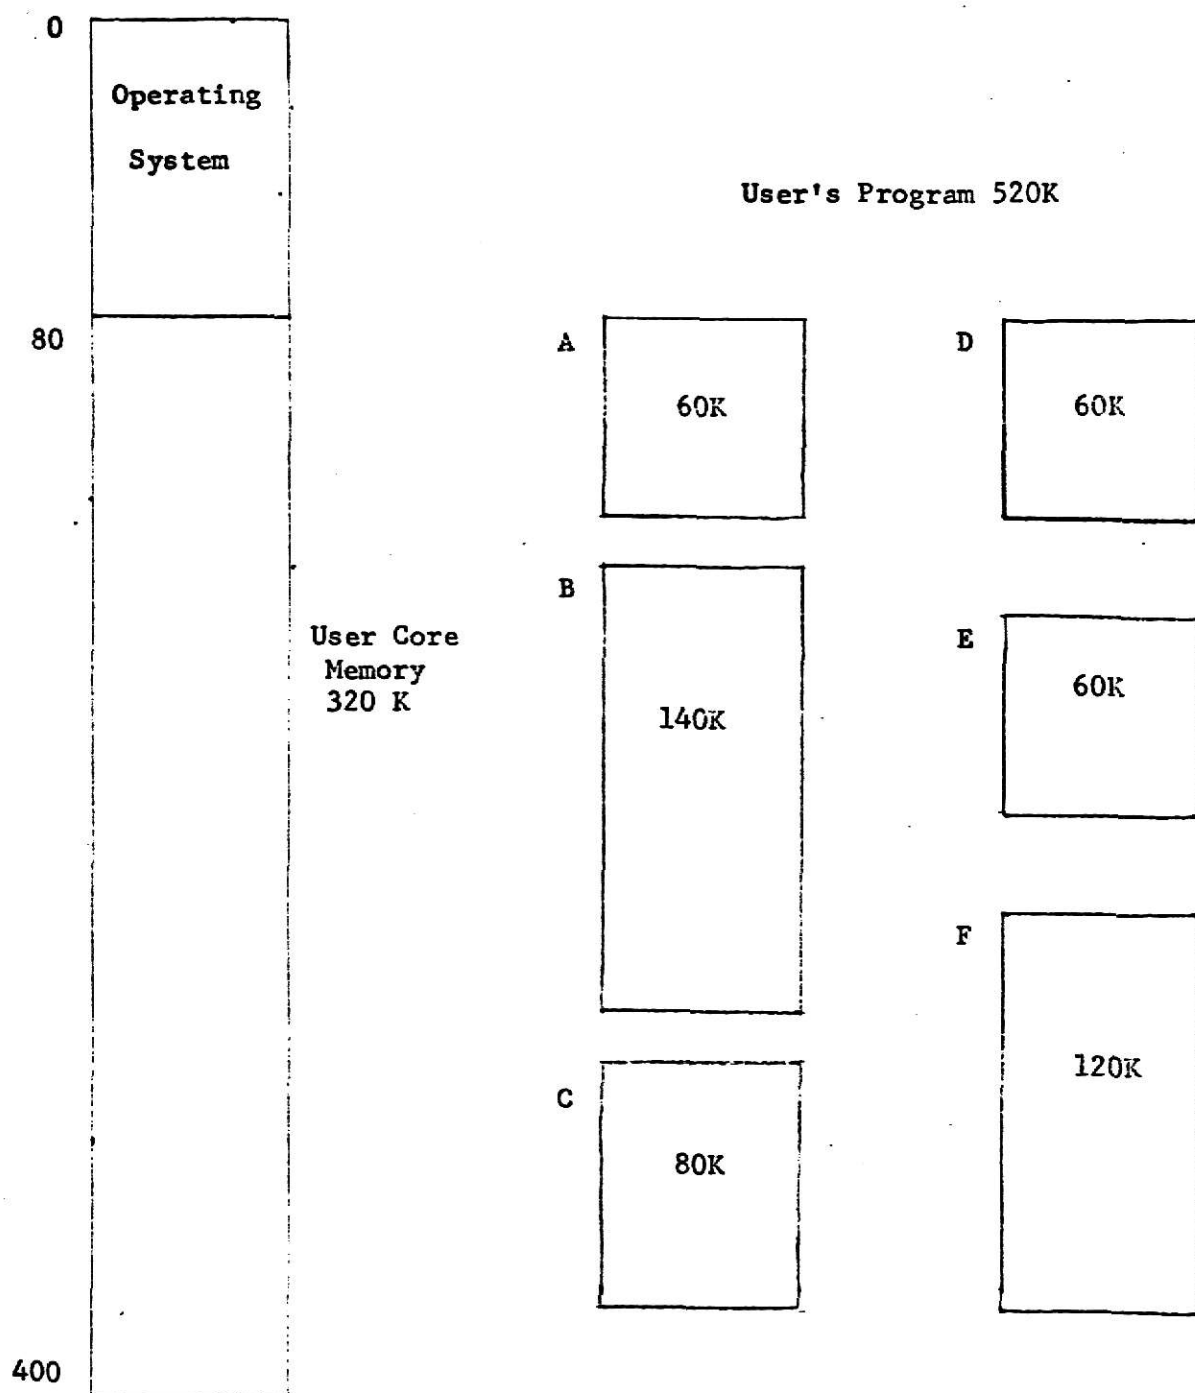 0
Operating
System
User's Program 520K
80
A
60K
D
60K
B
140K
E
60K
User Core
Memory
320 K
C
80K
F
120K
400